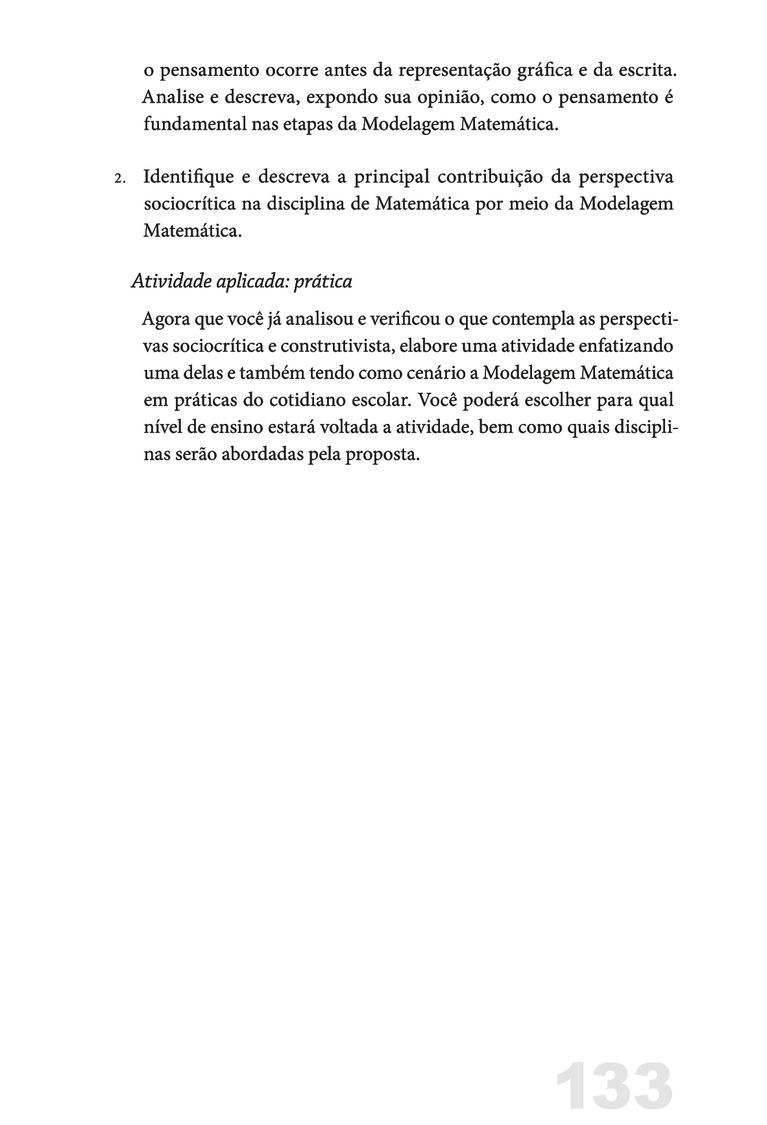 o pensamento ocorre antes da representação gráfica e da escrita.
Analise e descreva, expondo sua opinião, como o pensamento é
fundamental nas etapas da Modelagem Matemática.
2. Identifique e descreva a principal contribuição da perspectiva
sociocrítica na disciplina de Matemática por meio da Modelagem
Matemática.
Atividade aplicada: prática
Agora que você já analisou e verificou o que contempla as perspecti-
vas sociocrítica e construtivista, elabore uma atividade enfatizando
uma delas e também tendo como cenário a Modelagem Matemática
em práticas do cotidiano escolar. Você poderá escolher para qual
nível de ensino estará voltada a atividade, bem como quais discipli-
nas serão abordadas pela proposta.
133